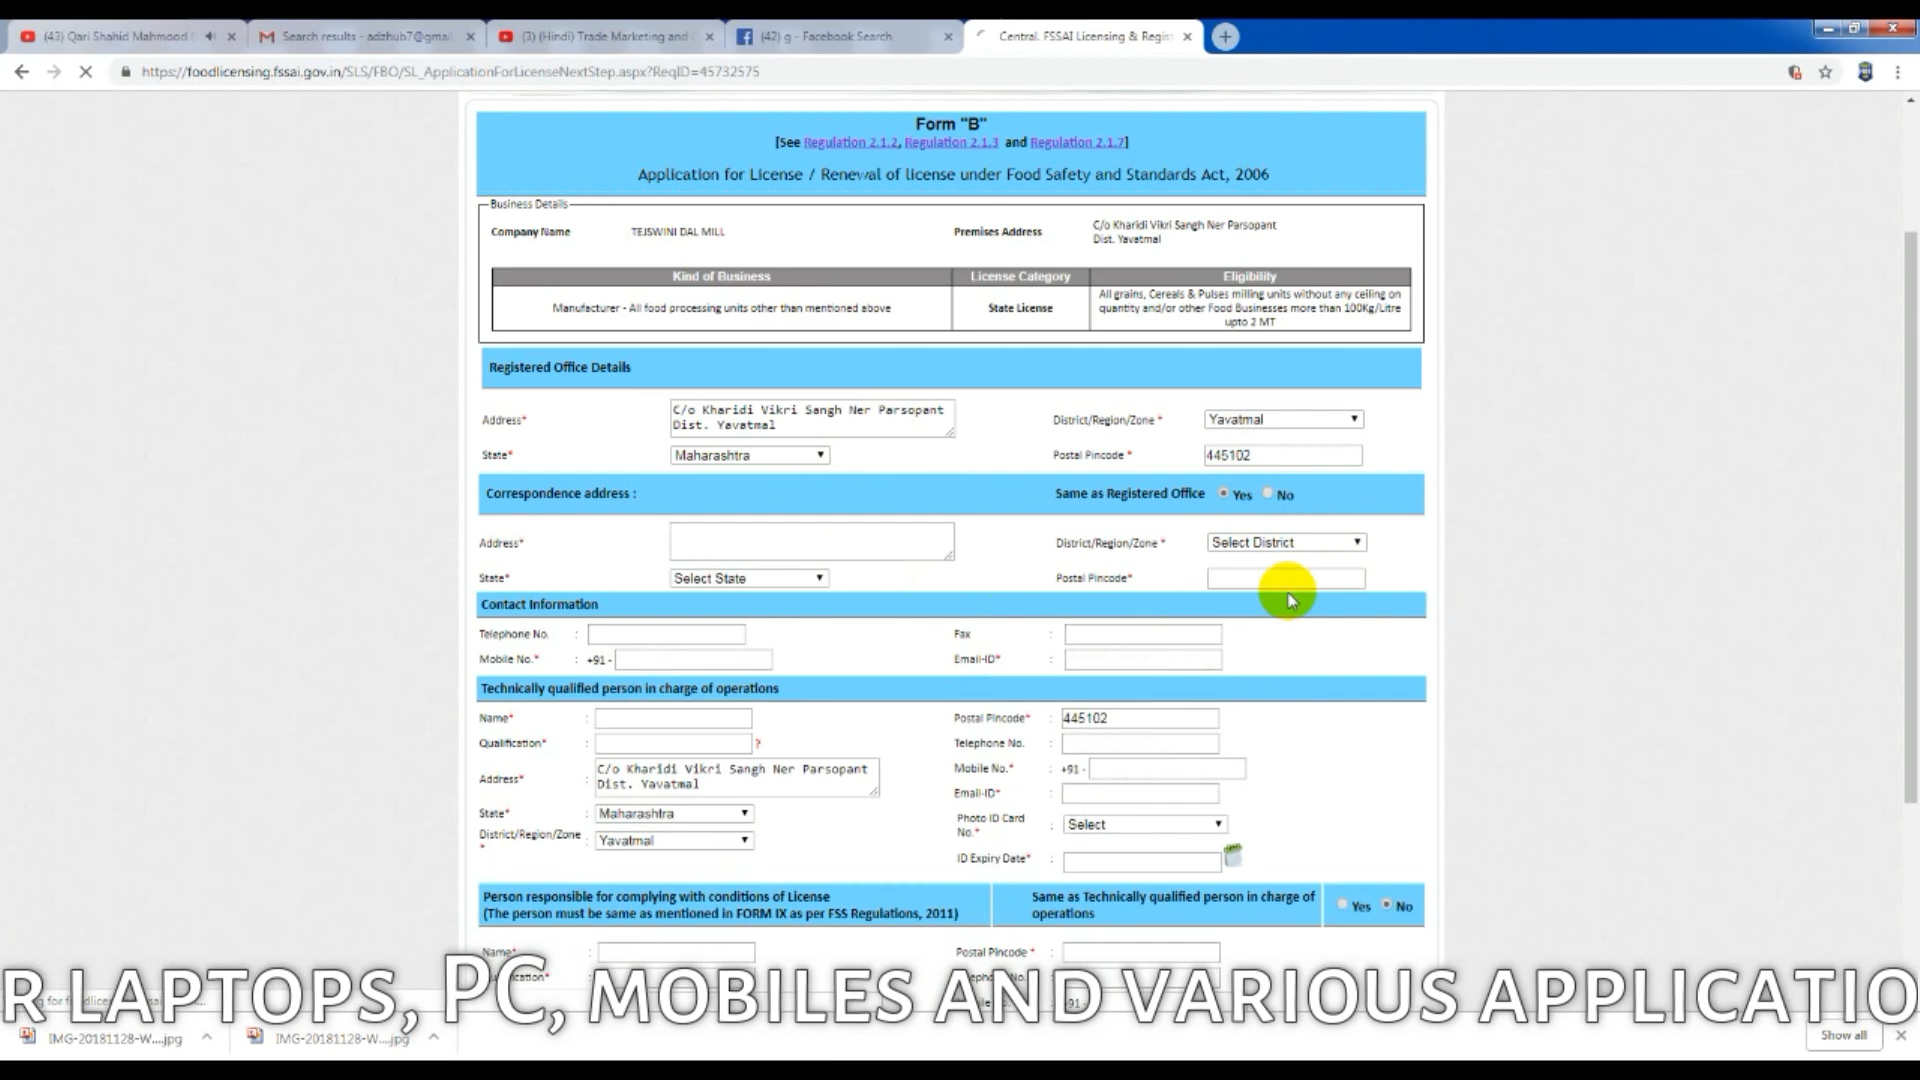 (43) Qari Shahid Mahmood
Search results - adzhub7@gmail.
(3) (Hindi) Trade Marketing and
(42) g - Facebook Search
Central. FSSAI Licensing & Regis
https://foodlicensing.fssai.gov.in/SLS/FBO/SL_ApplicationForLicenseNextStep.aspx?ReqID=45732575
Form "B"
[See Regulation 2.1.2, Regulation 2.1.3 and Regulation 2.1.7]
Application for License / Renewal of license under Food Safety and Standards Act, 2006
Business Details
Company Name TEJSWINI DAL MILL Premises Address C/o Kharidi Vikri Sangh Ner Parsopant
Dist. Yavatmal
Kind of Business License Category Eligibility
Manufacturer - All food processing units other than mentioned above State License All grains, Cereals & Pulses milling units without any ceiling on
quantity and/or other Food Businesses more than 100Kg/Litre
upto 2 MT
Registered Office Details
Address* C/o Kharidi Vikri Sangh Ner Parsopant
Dist. Yavatmal District/Region/Zone * Yavatmal
State* Maharashtra Postal Pincode * 445102
Correspondence address : Same as Registered Office Yes No
Address* District/Region/Zone * Select District
State* Select State Postal Pincode*
Contact Information
Telephone No. : Fax :
Mobile No.* : +91 - Email-ID* :
Technically qualified person in charge of operations
Name* : Postal Pincode* : 445102
Qualification* : ? Telephone No. :
Address* : C/o Kharidi Vikri Sangh Ner Parsopant
Dist. Yavatmal Mobile No.* : +91 -
Email-ID* :
State* : Maharashtra Photo ID Card
No.* : Select
District/Region/Zone
* : Yavatmal ID Expiry Date* :
Person responsible for complying with conditions of License
(The person must be same as mentioned in FORM IX as per FSS Regulations, 2011) Same as Technically qualified person in charge of
operations Yes No
Name* : Postal Pincode * :
R LAPTOPS, PC, MOBILES AND VARIOUS APPLICATIO
IMG-20181128-W....jpg IMG-20181128-W....jpg Show all